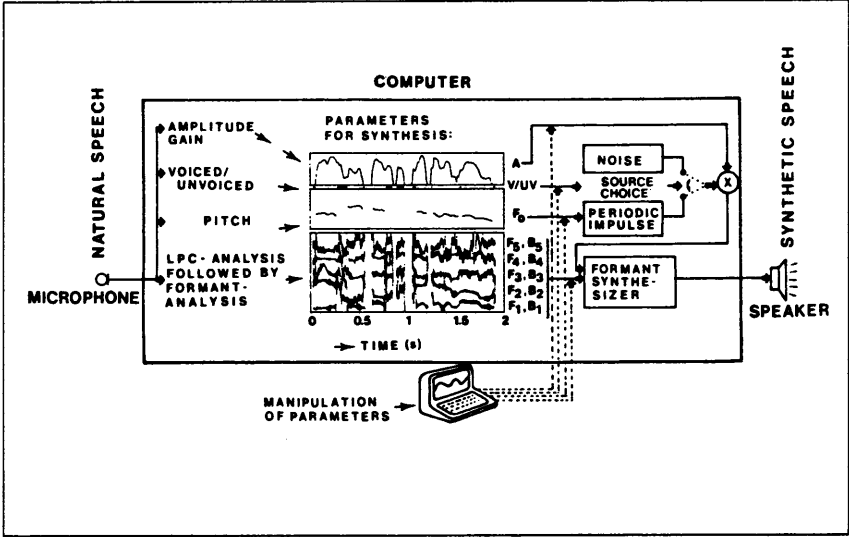 COMPUTER
NATURAL SPEECH
MICROPHONE
AMPLITUDE
GAIN
VOICED/
UNVOICED
PITCH
LPC-ANALYSIS
FOLLOWED BY
FORMANT-
ANALYSIS
PARAMETERS
FOR SYNTHESIS:
A
V/UV
F₀
F₅, B₅
F₄, B₄
F₃, B₃
F₂, B₂
F₁, B₁
0 0.5 1 1.5 2
TIME (s)
NOISE
SOURCE
CHOICE
PERIODIC
IMPULSE
X
FORMANT
SYNTHE-
SIZER
SYNTHETIC SPEECH
SPEAKER
MANIPULATION
OF PARAMETERS